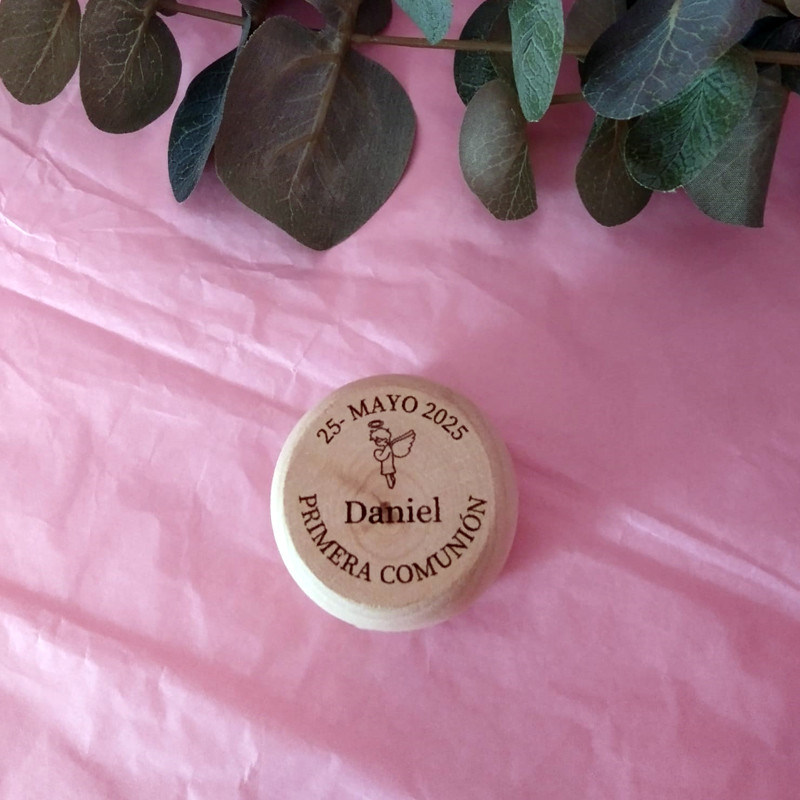 25- MAYO 2025
Daniel
PRIMERA COMUNIÓN